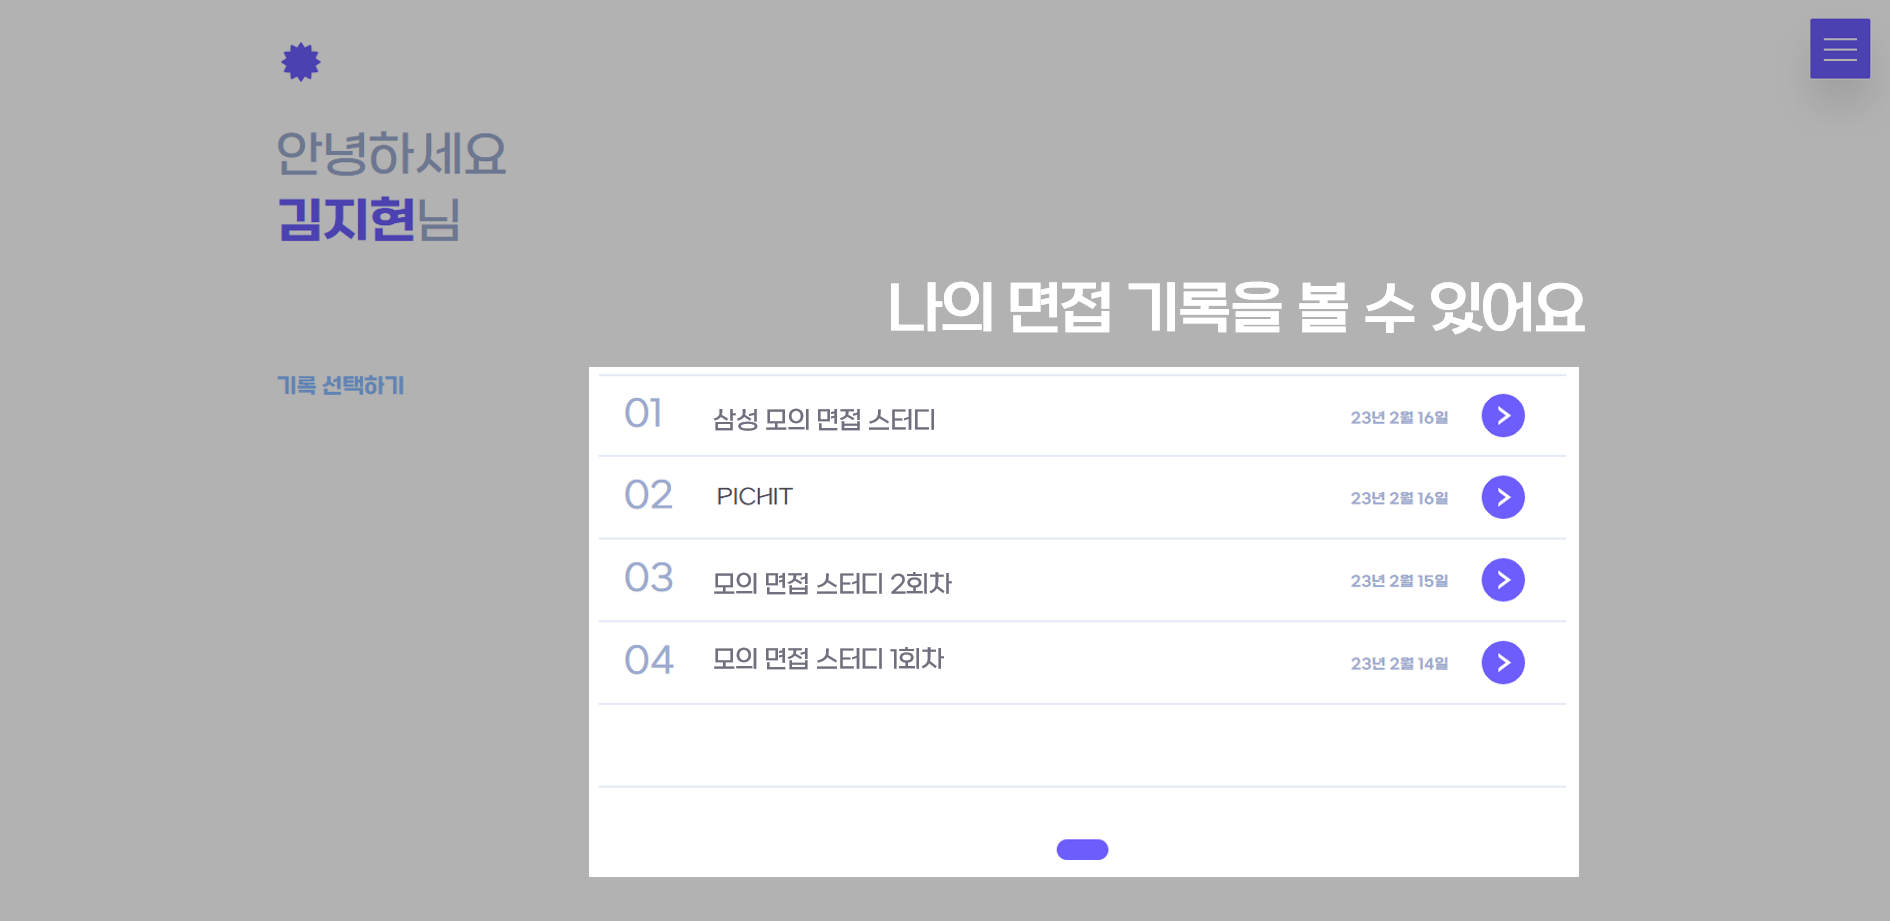 안녕하세요
김지현님
나의 면접 기록을 볼 수 있어요
기록 선택하기
01 삼성 모의 면접 스터디 23년 2월 16일
02 PICHIT 23년 2월 16일
03 모의 면접 스터디 2회차 23년 2월 15일
04 모의 면접 스터디 1회차 23년 2월 14일